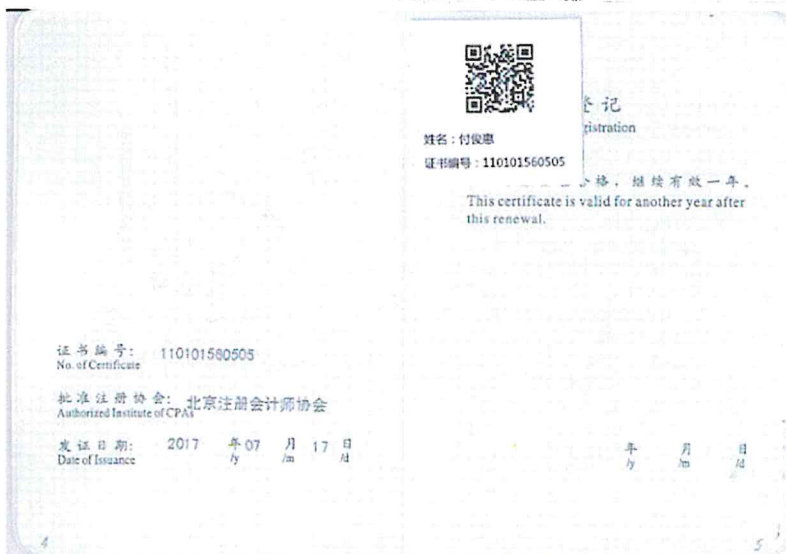 证书编号: 110101560505
No. of Certificate
批准注册协会: 北京注册会计师协会
Authorized Institute of CPAs
发证日期: 2017 年 07 月 17 日
Date of Issuance /y /m /d
4
姓名：付俊惠
证书编号：110101560505
登记
gistration
合格，继续有效一年。
This certificate is valid for another year after
this renewal.
年 月 日
/y /m /d
5